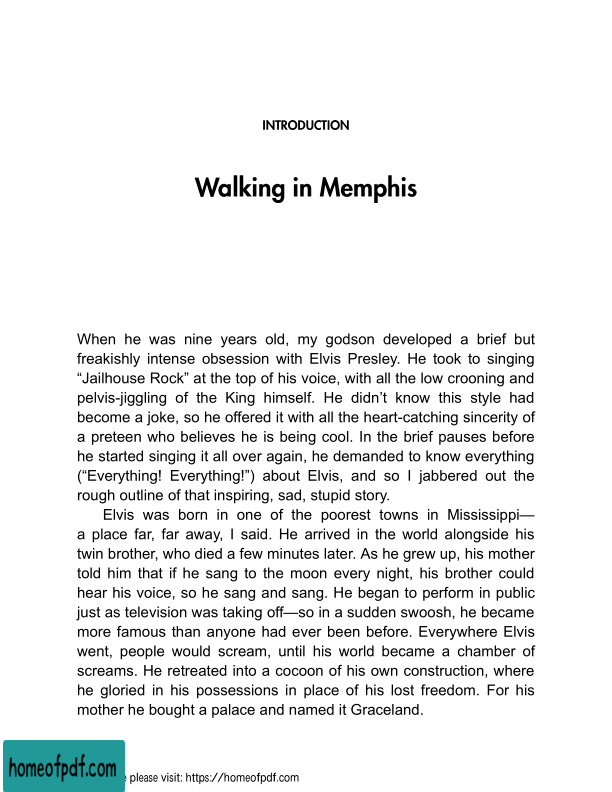 INTRODUCTION
Walking in Memphis
When he was nine years old, my godson developed a brief but
freakishly intense obsession with Elvis Presley. He took to singing
“Jailhouse Rock” at the top of his voice, with all the low crooning and
pelvis-jiggling of the King himself. He didn’t know this style had
become a joke, so he offered it with all the heart-catching sincerity of
a preteen who believes he is being cool. In the brief pauses before
he started singing it all over again, he demanded to know everything
(“Everything! Everything!”) about Elvis, and so I jabbered out the
rough outline of that inspiring, sad, stupid story.
Elvis was born in one of the poorest towns in Mississippi—
a place far, far away, I said. He arrived in the world alongside his
twin brother, who died a few minutes later. As he grew up, his mother
told him that if he sang to the moon every night, his brother could
hear his voice, so he sang and sang. He began to perform in public
just as television was taking off—so in a sudden swoosh, he became
more famous than anyone had ever been before. Everywhere Elvis
went, people would scream, until his world became a chamber of
screams. He retreated into a cocoon of his own construction, where
he gloried in his possessions in place of his lost freedom. For his
mother he bought a palace and named it Graceland.
homeofpdf.com
please visit: https://homeofpdf.com